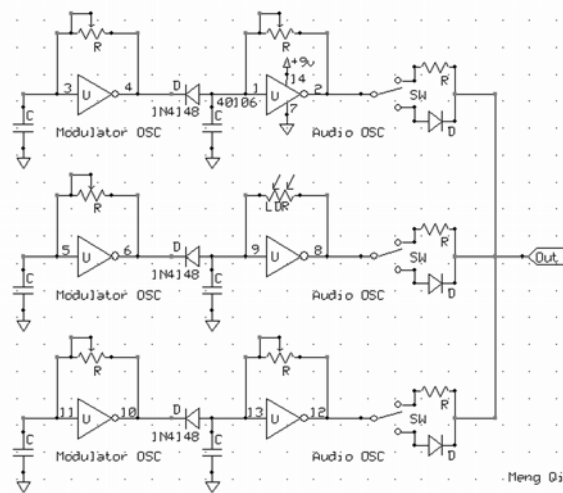 R R
+9v
14
3 U 4 D 1 U 2 R
1N4148 40106 SW
C C 7 D
Modulator OSC Audio OSC
R LDR
5 U 6 D 9 U 8 R
1N4148 SW Out
C C D
Modulator OSC Audio OSC
R R
11 U 10 D 13 U 12 R
1N4148 SW
C C D
Modulator OSC Audio OSC
Meng Qi